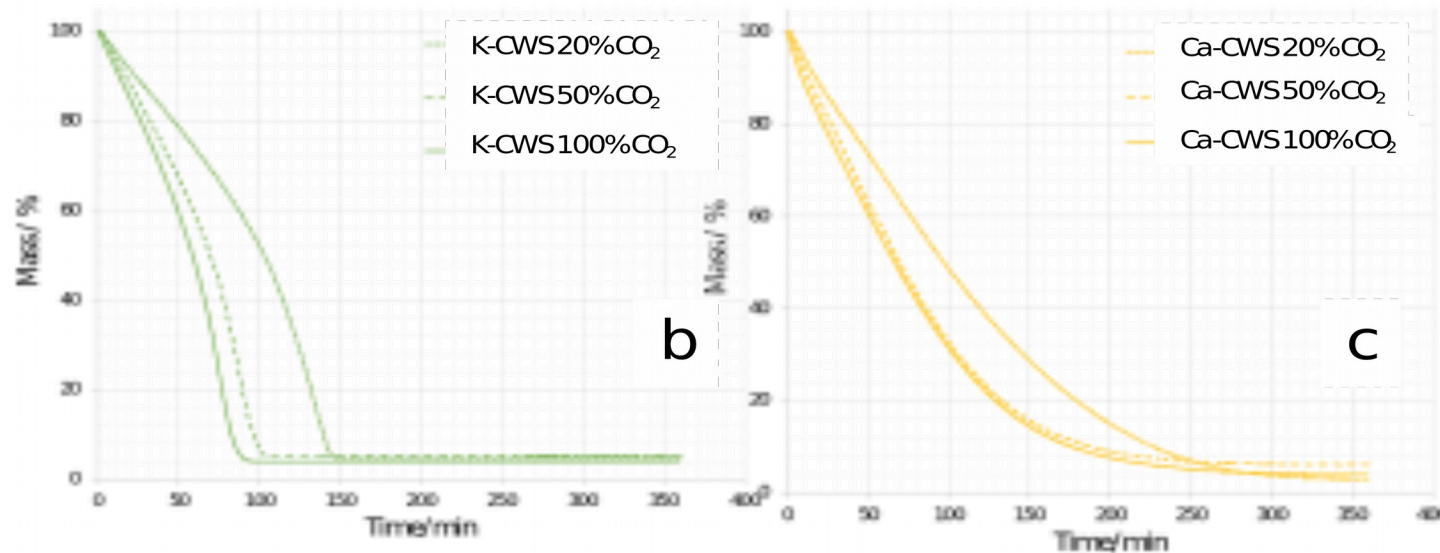 100
80
60
40
20
0
0 50 100 150 200 250 300 350 400
Mass/ %
Time/min
K-CWS20%CO₂
K-CWS50%CO₂
K-CWS100%CO₂
b
100
80
60
40
20
0
0 50 100 150 200 250 300 350
Mass/ %
Time/min
Ca-CWS20%CO₂
Ca-CWS50%CO₂
Ca-CWS100%CO₂
c